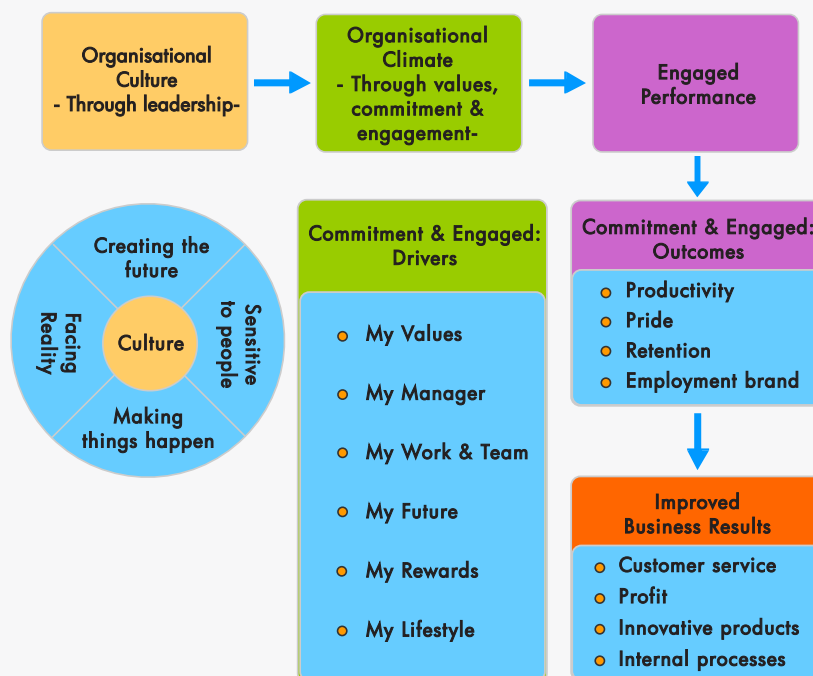 Organisational
Culture
- Through leadership-
Organisational
Climate
- Through values,
commitment &
engagement-
Engaged
Performance
Creating the
future
Sensitive
to people
Making
things happen
Facing
Reality
Culture
Commitment & Engaged:
Drivers
My Values
My Manager
My Work & Team
My Future
My Rewards
My Lifestyle
Commitment & Engaged:
Outcomes
Productivity
Pride
Retention
Employment brand
Improved
Business Results
Customer service
Profit
Innovative products
Internal processes